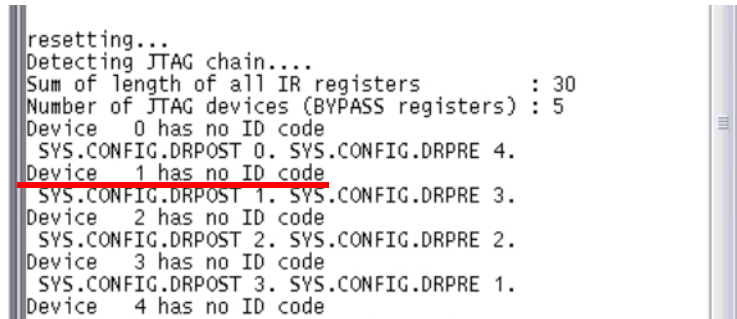 resetting...
Detecting JTAG chain....
Sum of length of all IR registers : 30
Number of JTAG devices (BYPASS registers) : 5
Device 0 has no ID code
SYS.CONFIG.DRPOST 0. SYS.CONFIG.DRPRE 4.
Device 1 has no ID code
SYS.CONFIG.DRPOST 1. SYS.CONFIG.DRPRE 3.
Device 2 has no ID code
SYS.CONFIG.DRPOST 2. SYS.CONFIG.DRPRE 2.
Device 3 has no ID code
SYS.CONFIG.DRPOST 3. SYS.CONFIG.DRPRE 1.
Device 4 has no ID code